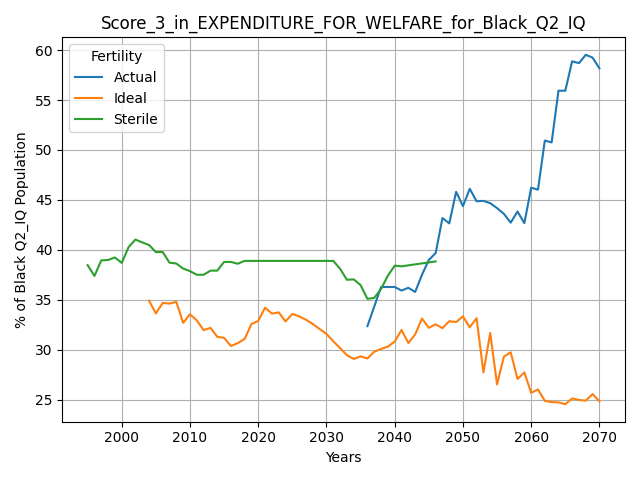 Score_3_in_EXPENDITURE_FOR_WELFARE_for_Black_Q2_IQ
Fertility
Actual
Ideal
Sterile
% of Black Q2_IQ Population
60
55
50
45
40
35
30
25
2000 2010 2020 2030 2040 2050 2060 2070
Years